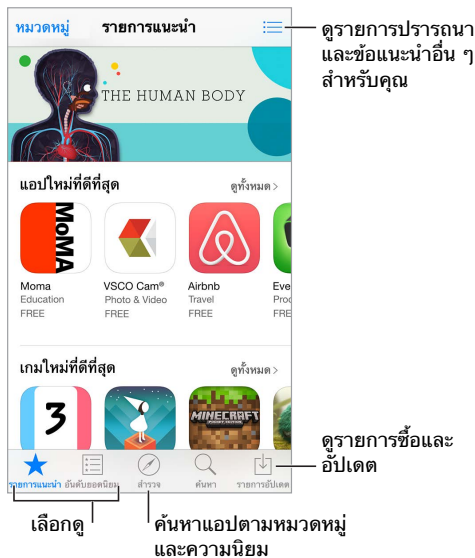 หมวดหมู่ รายการแนะนำ
ดูรายการปรารถนา
และข้อแนะนำอื่น ๆ
สำหรับคุณ
THE HUMAN BODY
แอปใหม่ที่ดีที่สุด ดูทั้งหมด >
MoMA
Moma VSCO Cam® Airbnb Eve
Education Photo & Video Travel Proc
FREE FREE FREE FRE
เกมใหม่ที่ดีที่สุด ดูทั้งหมด >
3 MINECRAFT
ดูรายการซื้อและ
อัปเดต
รายการแนะนำ อันดับยอดนิยม สำรวจ ค้นหา รายการอัปเดต
เลือกดู
ค้นหาแอปตามหมวดหมู่
และความนิยม